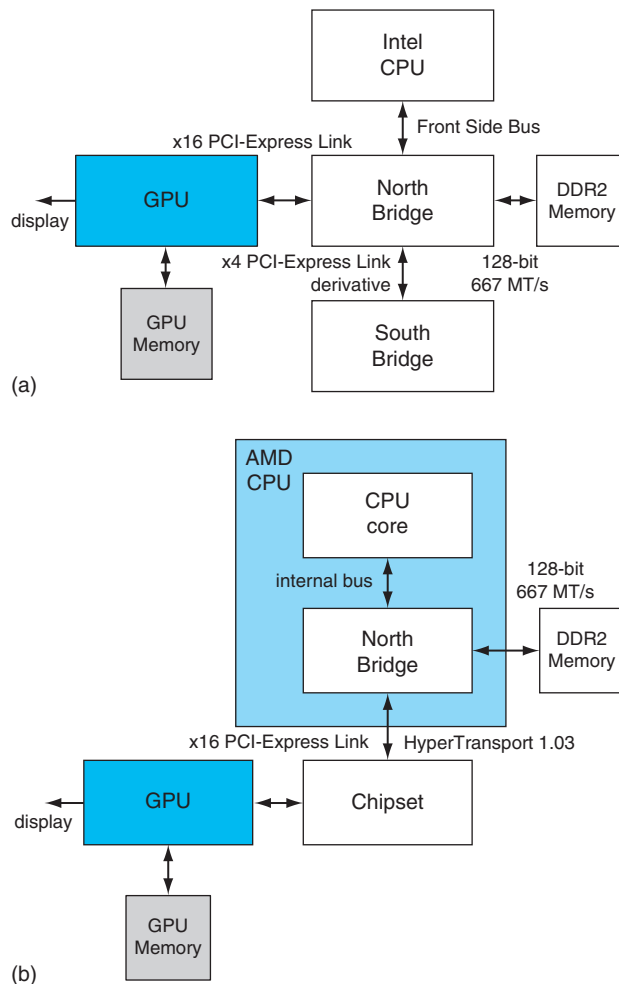 Intel
CPU
Front Side Bus
x16 PCI-Express Link
GPU
North
Bridge
DDR2
Memory
display
x4 PCI-Express Link
derivative
128-bit
667 MT/s
GPU
Memory
South
Bridge
(a)
AMD
CPU
CPU
core
internal bus
128-bit
667 MT/s
North
Bridge
DDR2
Memory
x16 PCI-Express Link
HyperTransport 1.03
GPU
Chipset
display
GPU
Memory
(b)